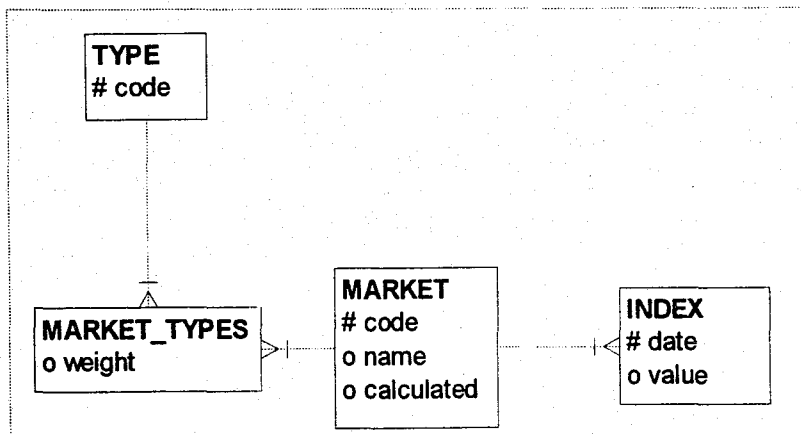 TYPE
# code
MARKET_TYPES
o weight
MARKET
# code
o name
o calculated
INDEX
# date
o value